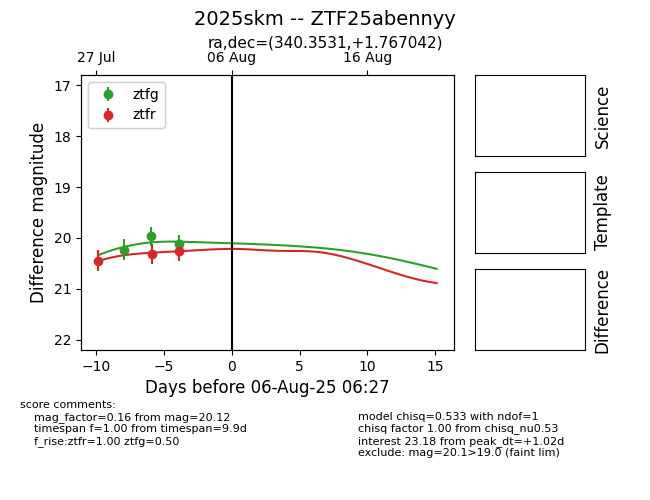 2025skm -- ZTF25abennyy
ra,dec=(340.3531,+1.767042)
27 Jul
06 Aug
16 Aug
ztfg
ztfr
17
18
19
20
21
22
Difference magnitude
−10
−5
0
5
10
15
Days before 06-Aug-25 06:27
Science
Template
Difference
score comments:
mag_factor=0.16 from mag=20.12
timespan f=1.00 from timespan=9.9d
f_rise:ztfr=1.00 ztfg=0.50
model chisq=0.533 with ndof=1
chisq factor 1.00 from chisq_nu0.53
interest 23.18 from peak_dt=+1.02d
exclude: mag=20.1>19.0 (faint lim)